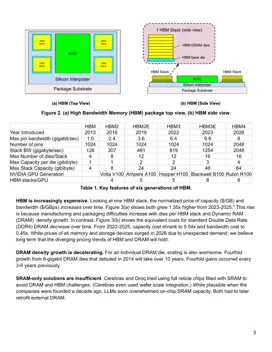 HBM
HBM
HBM
HBM
ASIC
Silicon Interposer
Package Substrate
1 HBM Stack (side view)
HBM DRAM dies
HBM base die
HBM Stack
HBM Stack
ASIC
Silicon Interposer
Package Substrate
(a) HBM (Top View)
(b) HBM (Side View)
Figure 2. (a) High Bandwidth Memory (HBM) package top view, (b) HBM side view.
HBM HBM2 HBM2E HBM3 HBM3E HBM4
Year Introduced 2013 2016 2019 2022 2023 2026
Max pin bandwidth (gigabit/sec) 1.0 2.4 3.6 6.4 9.8 8
Number of pins 1024 1024 1024 1024 1024 2048
Stack BW (gigabyte/sec) 128 307 461 819 1254 2048
Max Number of dies/Stack 4 8 12 12 16 16
Max Capacity per die (gibibyte) 1 1 2 2 3 4
Max Stack Capacity (gibibyte) 4 8 24 24 48 64
NVIDIA GPU Generation Volta V100 Ampere A100 Hopper H100 Blackwell B100 Rubin R100
HBM stacks/GPU 4 5 5 8 8
Table 1. Key features of six generations of HBM.
HBM is increasingly expensive. Looking at one HBM stack, the normalized price of capacity ($/GB) and
bandwidth ($/GBps) increases over time. Figure 3(a) shows both grew 1.35x higher from 2023-2025.
is because manufacturing and packaging difficulties increase with dies per HBM stack and Dynamic RAM
(DRAM) density growth. In contrast, Figure 3(b) shows the equivalent costs for standard Double Data Rate
(DDR4) DRAM decrease over time. From 2022-2025, capacity cost shrank to 0.54x and bandwidth cost to
0.45x. While prices of all memory and storage devices surged in 2026 due to unexpected demand, we believe
long term that the diverging pricing trends of HBM and DRAM will hold.
DRAM density growth is decelerating. For an individual DRAM die, scaling is also worrisome. Fourfold
growth from 8-gigabit DRAM dies that debuted in 2014 will take over 10 years. Fourfold gains occurred every
3-6 years previously.
SRAM-only solutions are insufficient. Cerebras and Groq tried using full reticle chips filled with SRAM to
avoid DRAM and HBM challenges. (Cerebras even used wafer scale integration.) While plausible when the
companies were founded a decade ago, LLMs soon overwhelmed on-chip SRAM capacity. Both had to later
retrofit external DRAM.
3